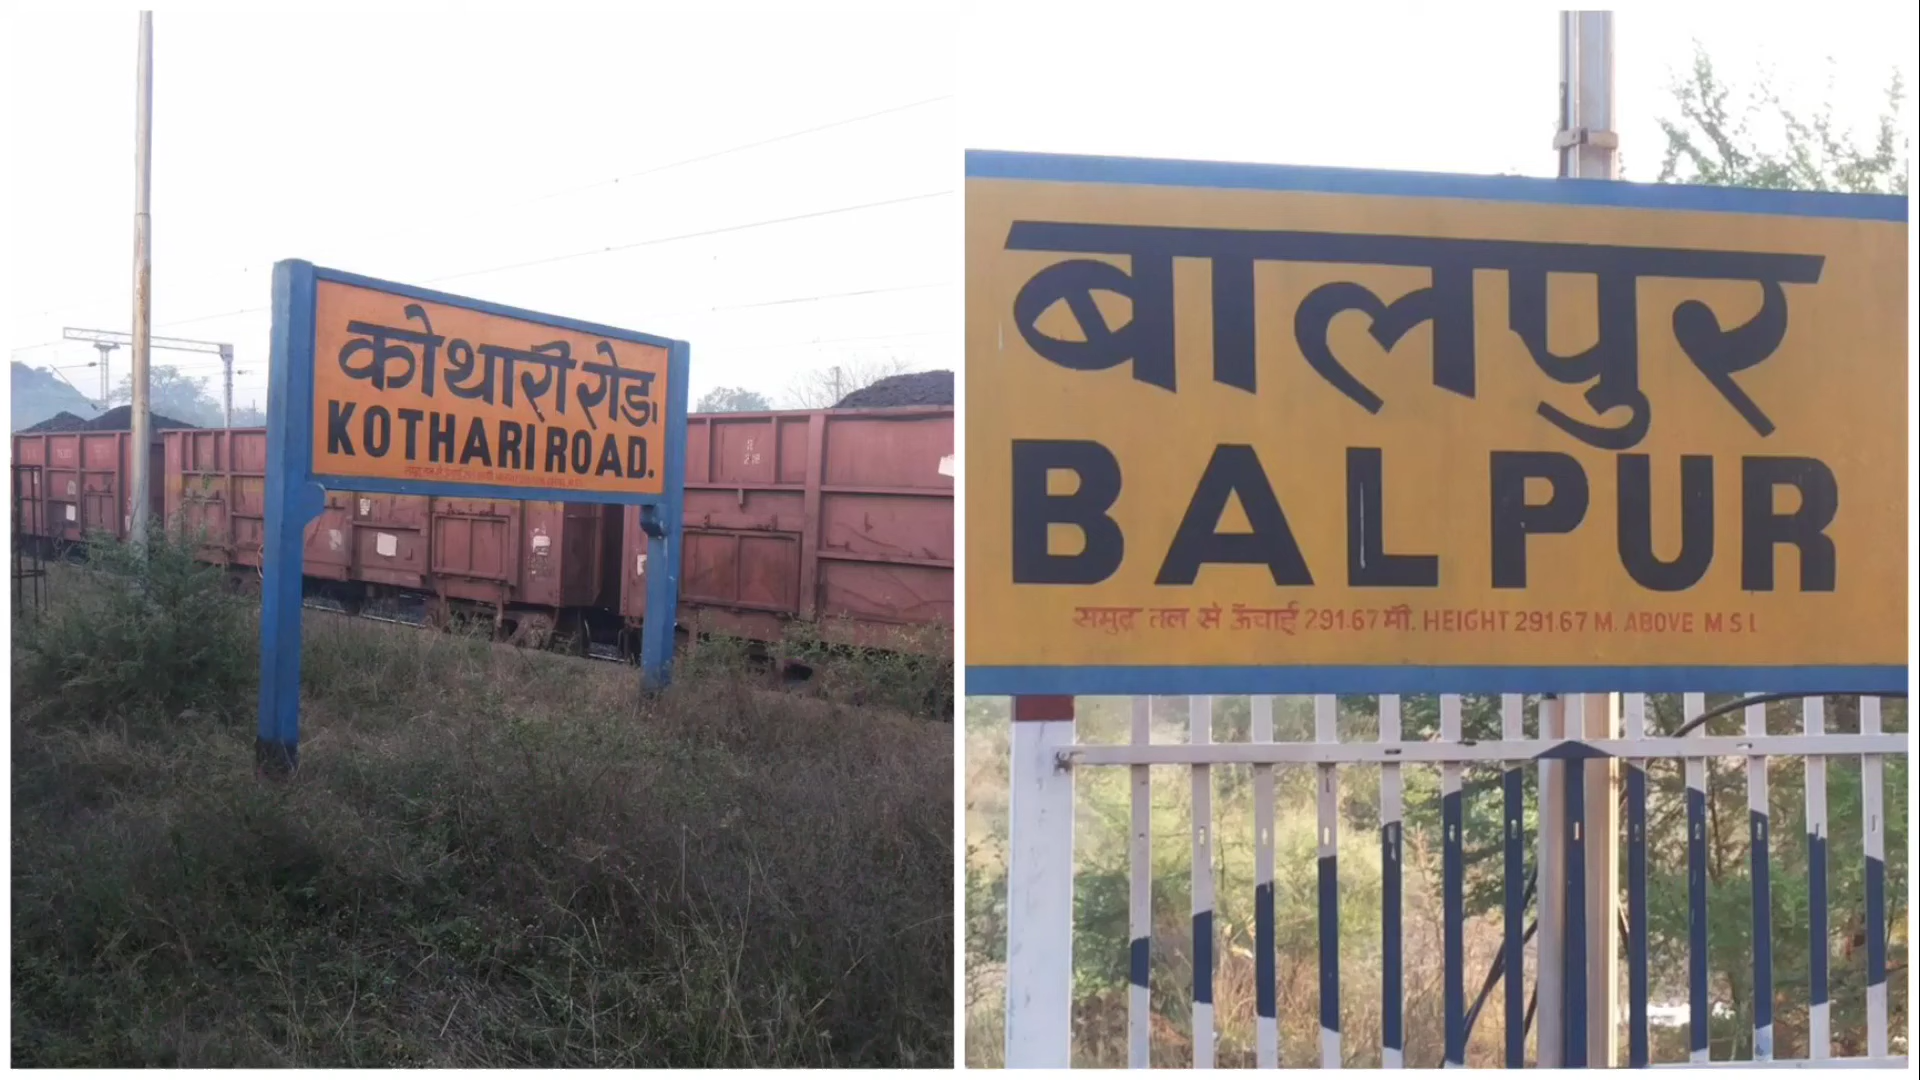 कोथारी रोड.
KOTHARI ROAD.
बालपुर
BALPUR
समुद्र तल से ऊँचाई 291.67 मी. HEIGHT 291.67 M. ABOVE M S L